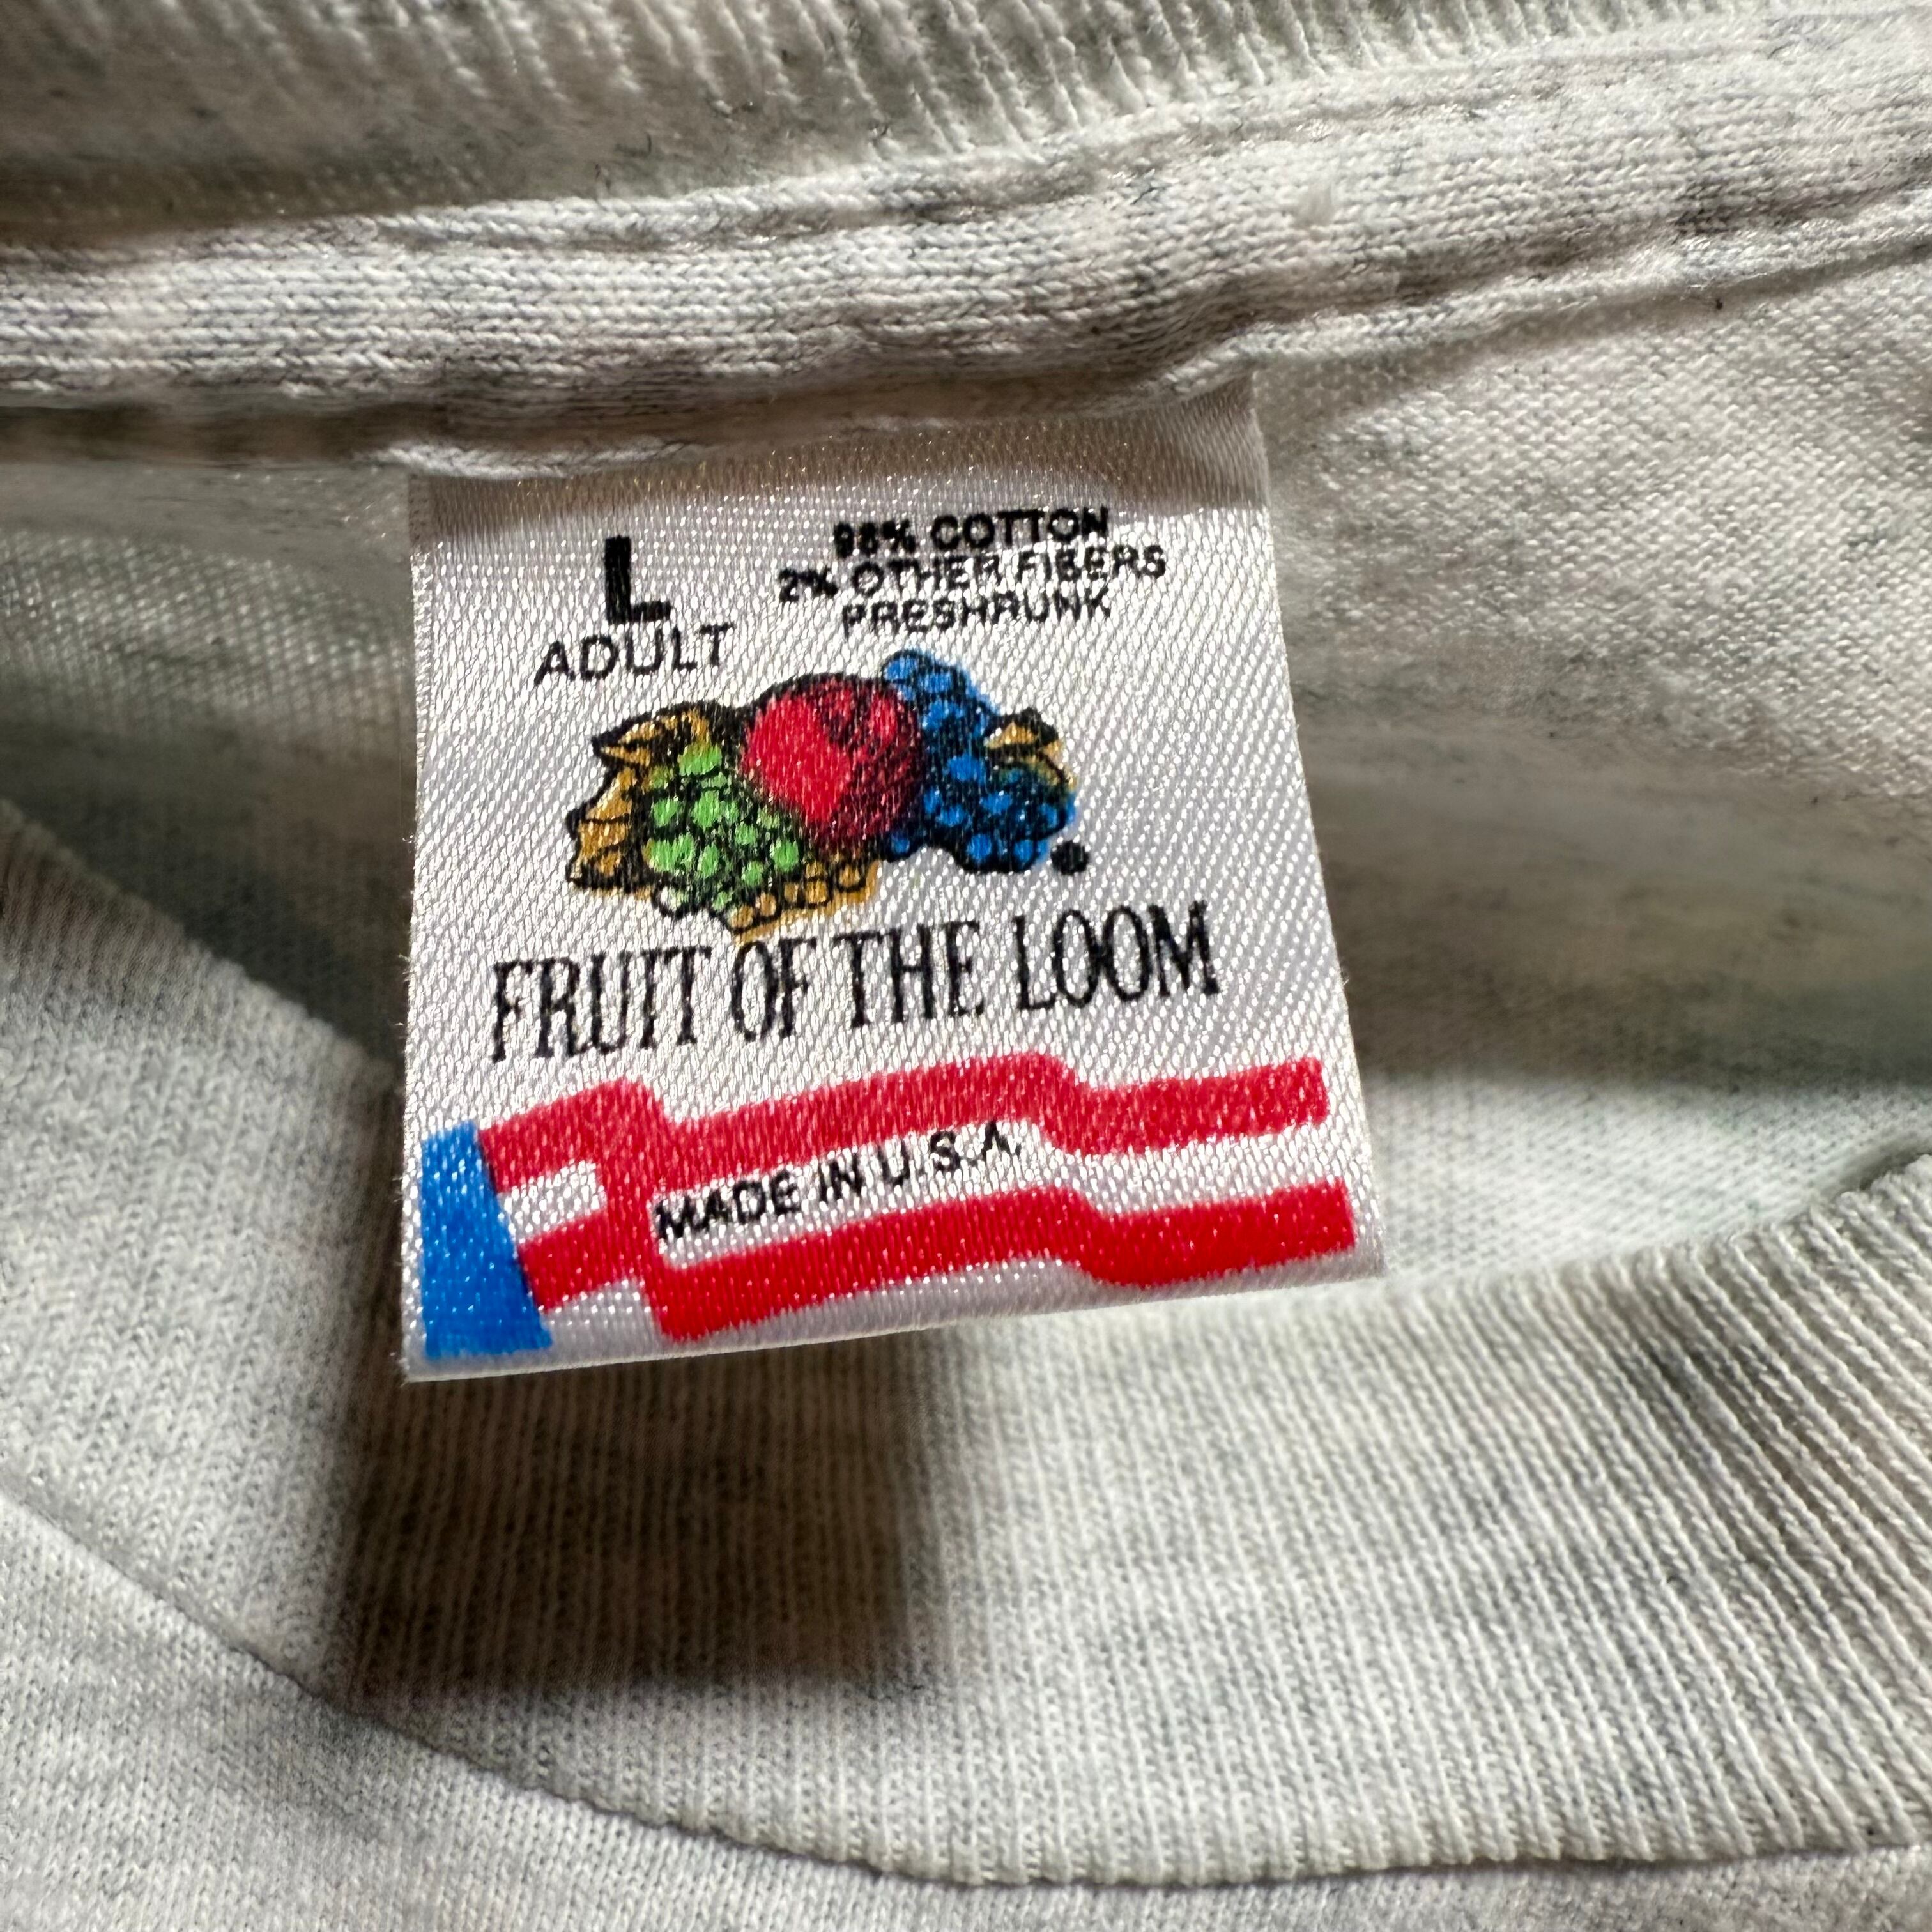 L
ADULT
98% COTTON
2% OTHER FIBERS
PRESHRUNK
FRUIT OF THE LOOM
MADE IN U.S.A.